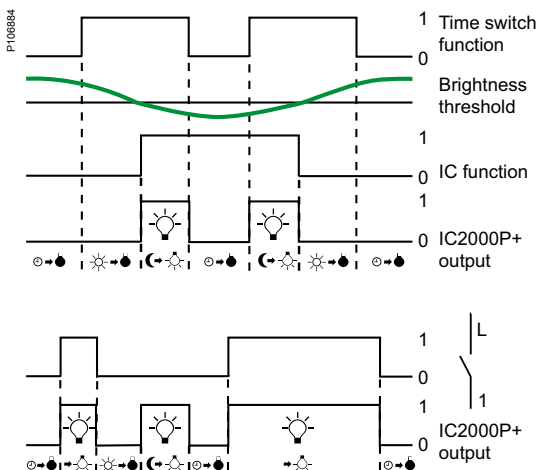 P106884
1 Time switch
0 function
Brightness
threshold
1
0 IC function
1
0 IC2000P+
output
1
0
L
1
1
0 IC2000P+
output